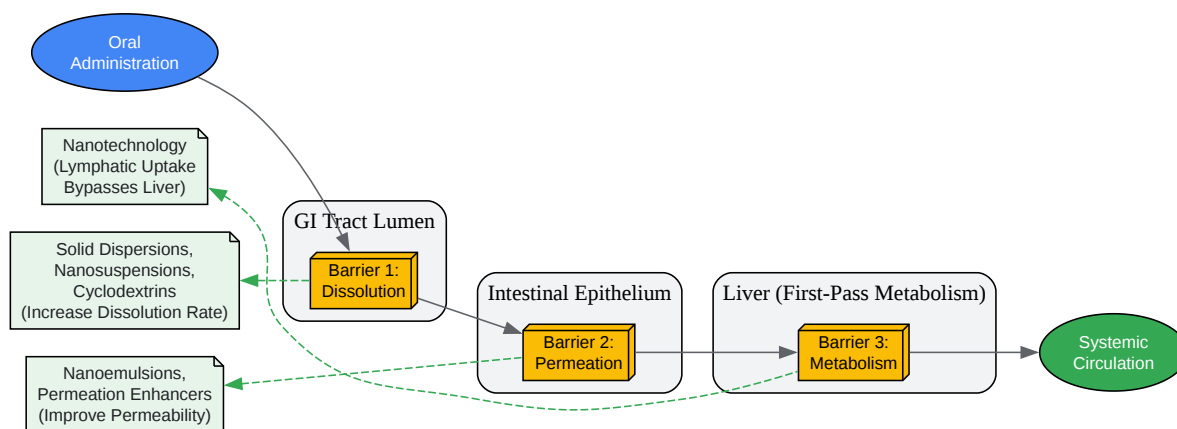 Oral
Administration
Nanotechnology
(Lymphatic Uptake
Bypasses Liver)
GI Tract Lumen
Solid Dispersions,
Nanosuspensions,
Cyclodextrins
(Increase Dissolution Rate)
Barrier 1:
Dissolution
Intestinal Epithelium
Liver (First-Pass Metabolism)
Barrier 2:
Permeation
Barrier 3:
Metabolism
Systemic
Circulation
Nanoemulsions,
Permeation Enhancers
(Improve Permeability)